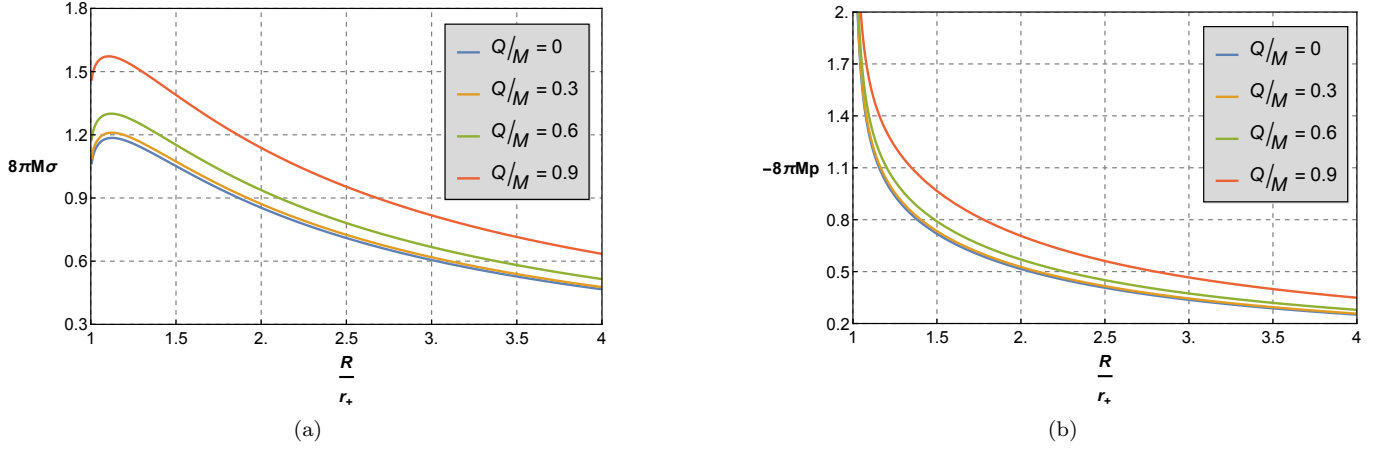 1.8
1.5
1.2
0.9
0.6
0.3
8πMσ
1
1.5
2.
2.5
3.
3.5
4
R
r₊
Q/M = 0
Q/M = 0.3
Q/M = 0.6
Q/M = 0.9
(a)
2.
1.7
1.4
1.1
0.8
0.5
0.2
−8πMp
1
1.5
2.
2.5
3.
3.5
4
R
r₊
Q/M = 0
Q/M = 0.3
Q/M = 0.6
Q/M = 0.9
(b)